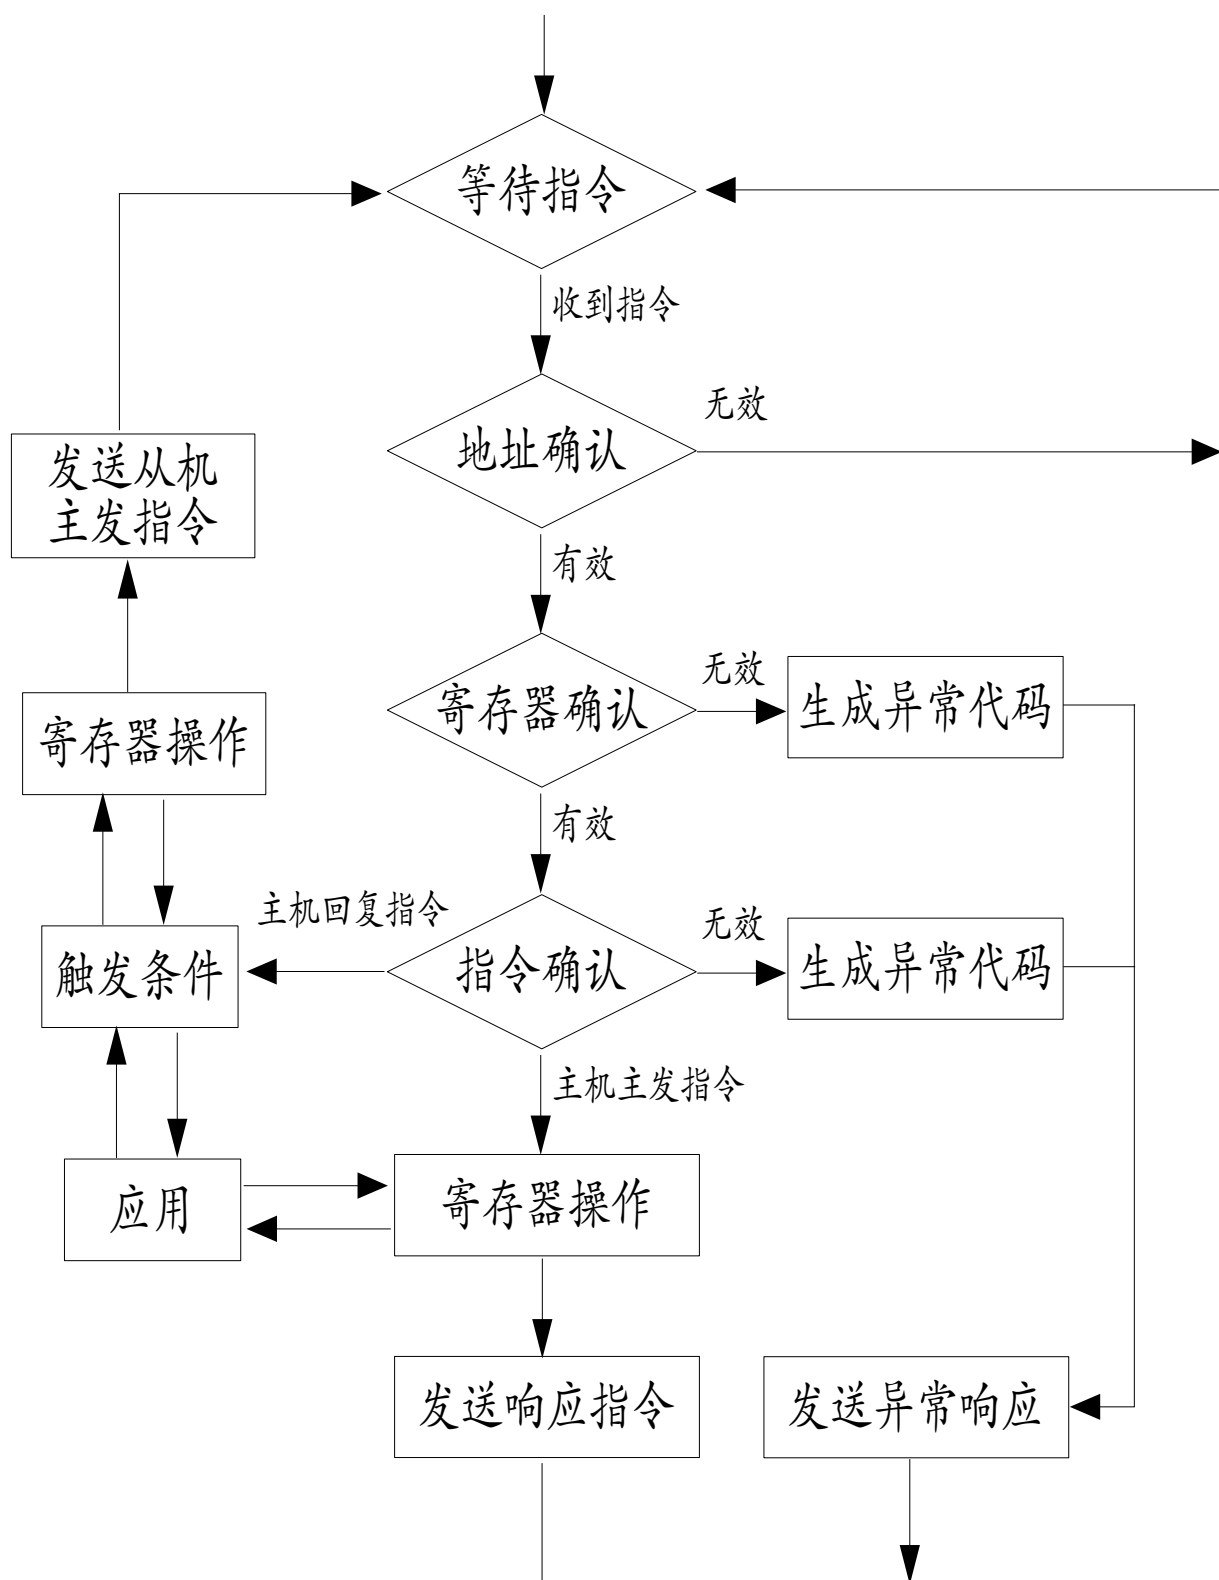 等待指令
收到指令
无效
地址确认
发送从机
主发指令
有效
无效
寄存器确认
生成异常代码
寄存器操作
有效
主机回复指令
无效
触发条件
指令确认
生成异常代码
主机主发指令
应用
寄存器操作
发送响应指令
发送异常响应